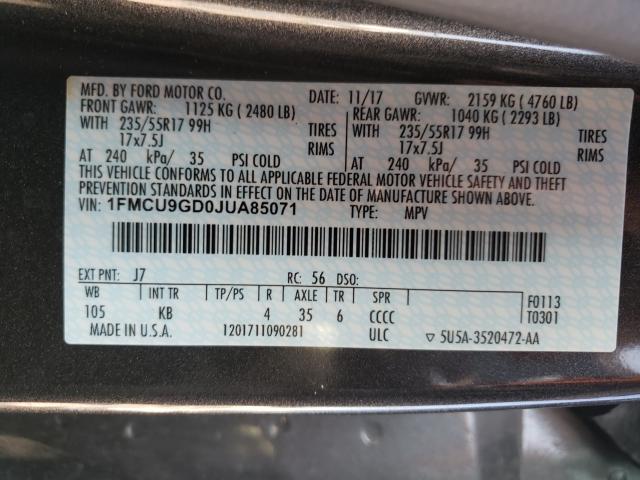 MFD. BY FORD MOTOR CO. DATE: 11/17 GVWR: 2159 KG ( 4760 LB)
FRONT GAWR: 1125 KG ( 2480 LB) REAR GAWR: 1040 KG ( 2293 LB)
WITH 235/55R17 99H TIRES WITH 235/55R17 99H TIRES
17x7.5J RIMS 17x7.5J RIMS
AT 240 kPa/ 35 PSI COLD AT 240 kPa/ 35 PSI COLD
THIS VEHICLE CONFORMS TO ALL APPLICABLE FEDERAL MOTOR VEHICLE SAFETY AND THEFT
PREVENTION STANDARDS IN EFFECT ON THE DATE OF MANUFACTURE SHOWN ABOVE.
VIN: 1FMCU9GD0JUA85071 TYPE: MPV
EXT PNT: J7 RC: 56 DSO:
WB INT TR TP/PS R AXLE TR SPR F0113
105 KB 4 35 6 CCCC T0301
MADE IN U.S.A. 1201711090281 ULC ▽ 5U5A-3520472-AA